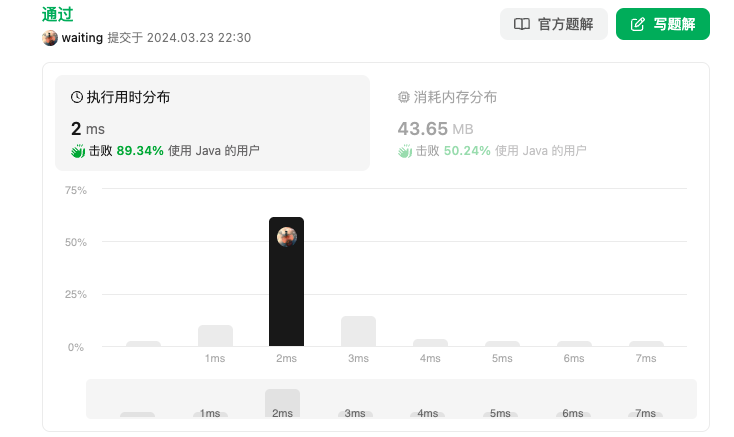 通过
waiting 提交于 2024.03.23 22:30
官方题解
写题解
执行用时分布
2 ms
击败 89.34% 使用 Java 的用户
消耗内存分布
43.65 MB
击败 50.24% 使用 Java 的用户
75%
50%
25%
0%
1ms 2ms 3ms 4ms 5ms 6ms 7ms
1ms 2ms 3ms 4ms 5ms 6ms 7ms